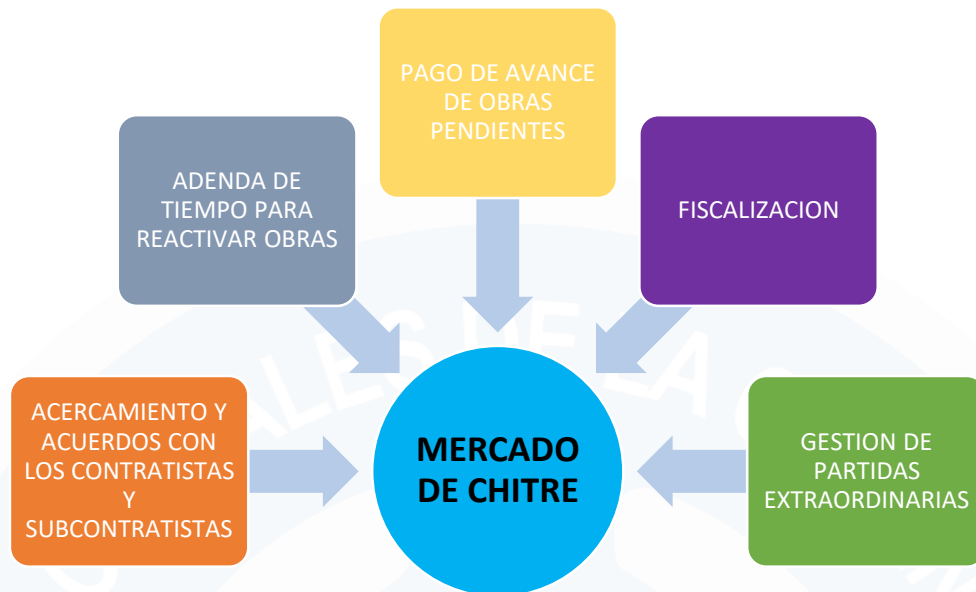 PAGO DE AVANCE
DE OBRAS
PENDIENTES
ADENDA DE
TIEMPO PARA
REACTIVAR OBRAS
FISCALIZACION
ACERCAMIENTO Y
ACUERDOS CON
LOS CONTRATISTAS
Y
SUBCONTRATISTAS
MERCADO
DE CHITRE
GESTION DE
PARTIDAS
EXTRAORDINARIAS